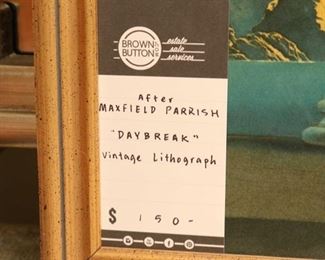 BROWN
BUTTON
estate
sale
services
After
MAXFIELD PARRISH
"DAYBREAK"
Vintage Lithograph
$ 150-